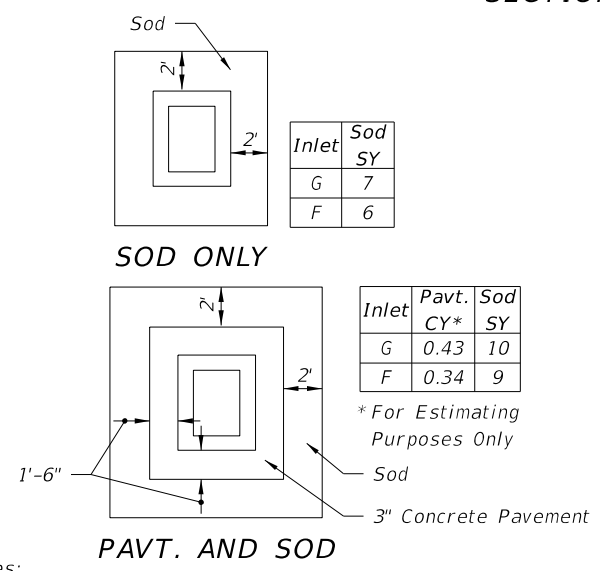 Sod
2'
2'
Inlet Sod SY
G 7
F 6
SOD ONLY
2'
2'
Inlet Pavt. CY* Sod SY
G 0.43 10
F 0.34 9
* For Estimating
Purposes Only
1'-6"
Sod
3" Concrete Pavement
PAVT. AND SOD